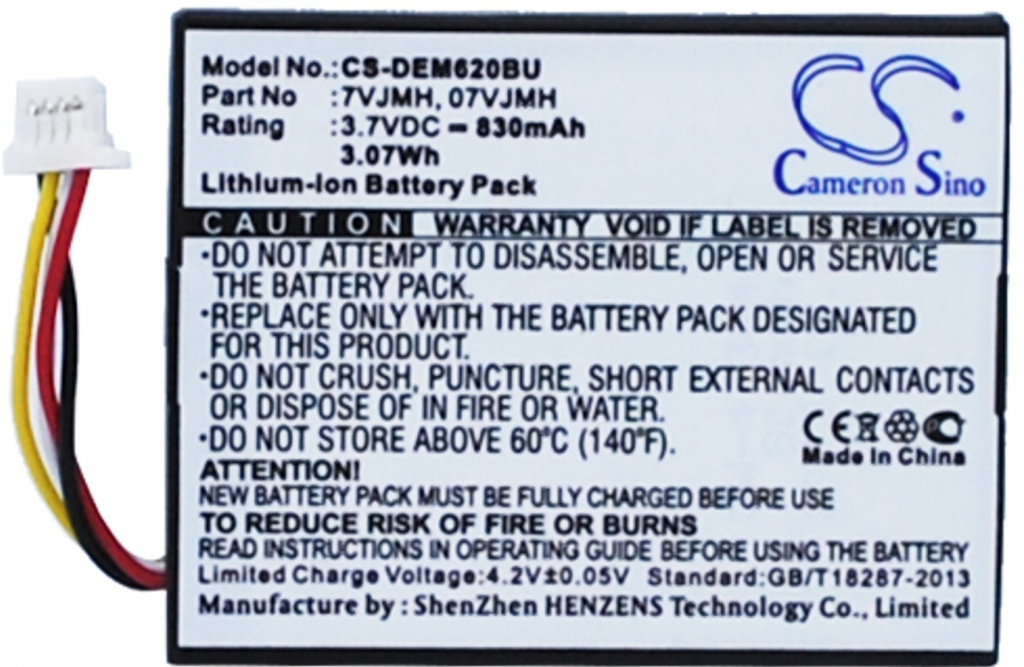 Model No.:CS-DEM620BU
Part No :7VJMH, 07VJMH
Rating :3.7VDC ⎓ 830mAh
3.07Wh
Lithium-Ion Battery Pack
CS
Cameron Sino
CAUTION WARRANTY VOID IF LABEL IS REMOVED
·DO NOT ATTEMPT TO DISASSEMBLE, OPEN OR SERVICE
THE BATTERY PACK.
·REPLACE ONLY WITH THE BATTERY PACK DESIGNATED
FOR THIS PRODUCT.
·DO NOT CRUSH, PUNCTURE, SHORT EXTERNAL CONTACTS
OR DISPOSE OF IN FIRE OR WATER.
·DO NOT STORE ABOVE 60°C (140°F).
CE
Made In China
ATTENTION!
NEW BATTERY PACK MUST BE FULLY CHARGED BEFORE USE
TO REDUCE RISK OF FIRE OR BURNS
READ INSTRUCTIONS IN OPERATING GUIDE BEFORE USING THE BATTERY
Limited Charge Voltage:4.2V±0.05V Standard:GB/T18287-2013
Manufacture by : ShenZhen HENZENS Technology Co., Limited